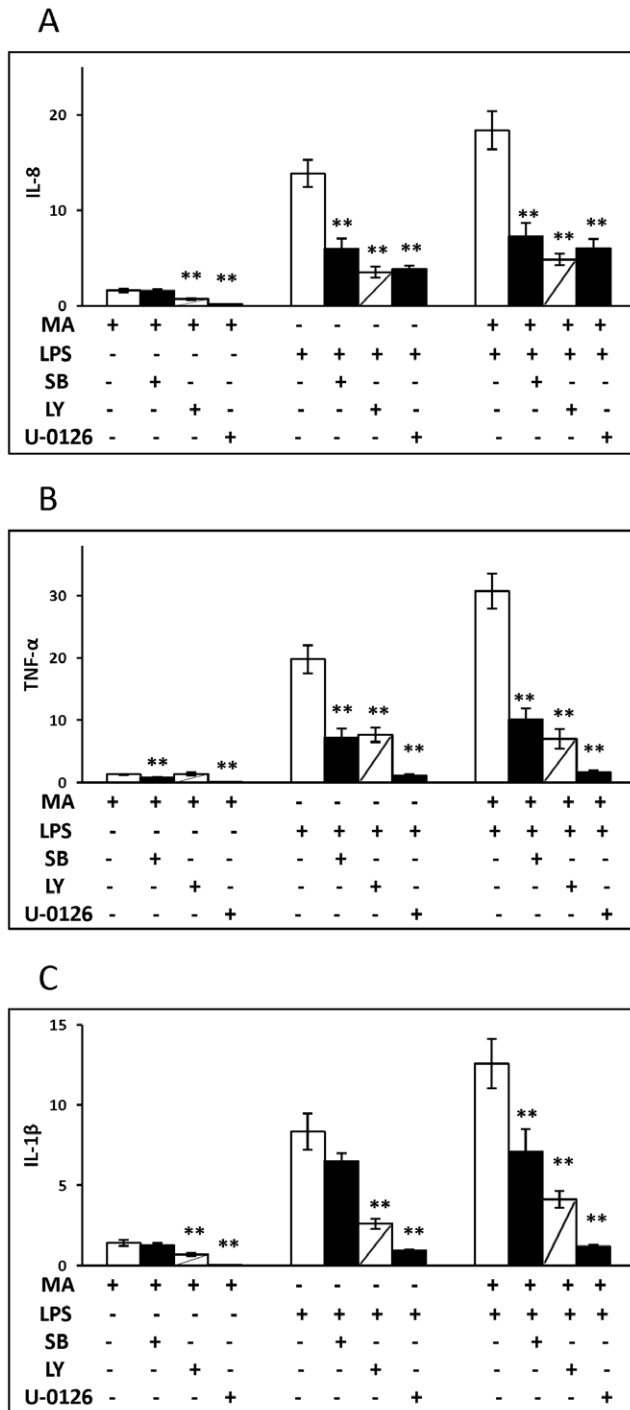 A
20
10
0
IL-8
** **
** ** **
** ** **
MA + + + + - - - - + + + +
LPS - - - - + + + + + + + +
SB - + - - - + - - - + - -
LY - - + - - - + - - - + -
U-0126 - - - + - - - + - - - +
B
30
20
10
0
TNF-α
** **
** ** **
** ** **
MA + + + + - - - - + + + +
LPS - - - - + + + + + + + +
SB - + - - - + - - - + - -
LY - - + - - - + - - - + -
U-0126 - - - + - - - + - - - +
C
15
10
5
0
IL-1β
** **
** **
** ** **
MA + + + + - - - - + + + +
LPS - - - - + + + + + + + +
SB - + - - - + - - - + - -
LY - - + - - - + - - - + -
U-0126 - - - + - - - + - - - +